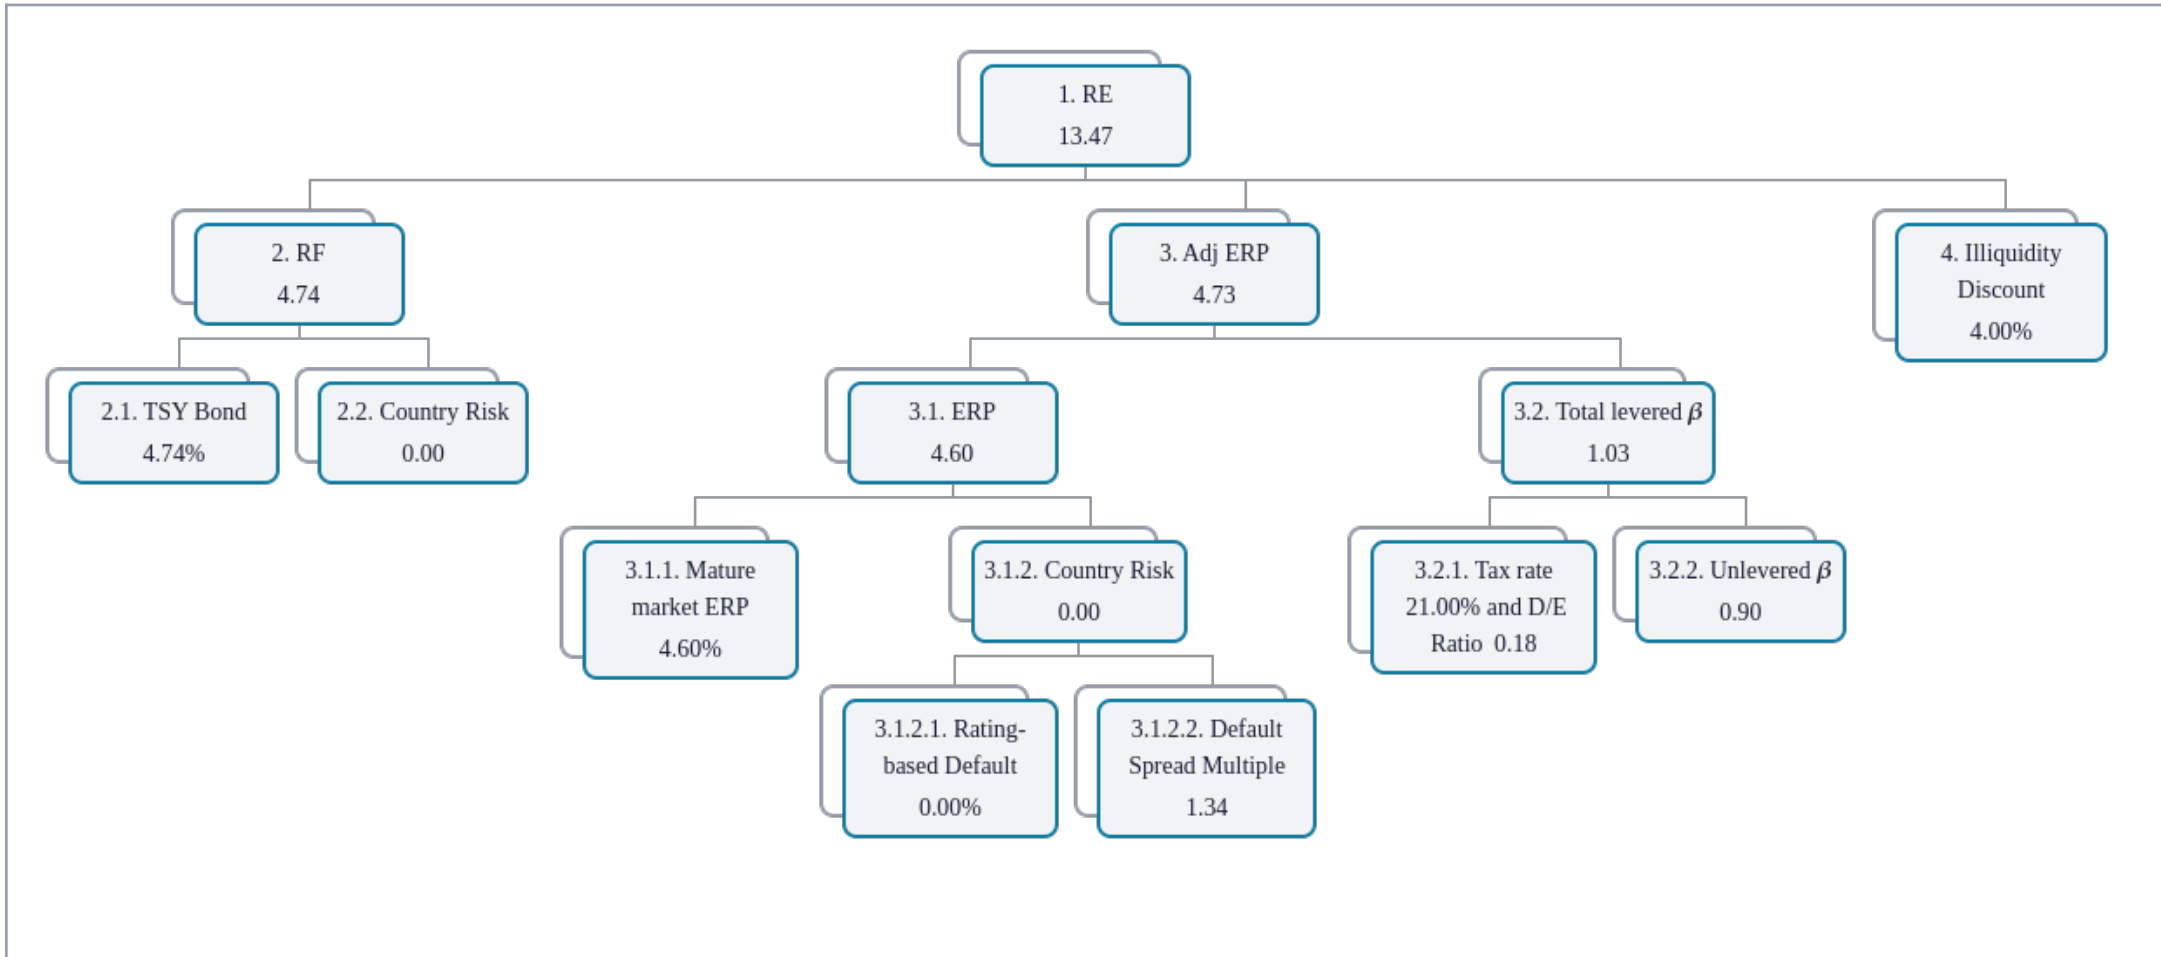 1. RE
13.47
2. RF
4.74
3. Adj ERP
4.73
4. Illiquidity
Discount
4.00%
2.1. TSY Bond
4.74%
2.2. Country Risk
0.00
3.1. ERP
4.60
3.2. Total levered β
1.03
3.1.1. Mature
market ERP
4.60%
3.1.2. Country Risk
0.00
3.2.1. Tax rate
21.00% and D/E
Ratio  0.18
3.2.2. Unlevered β
0.90
3.1.2.1. Rating-
based Default
0.00%
3.1.2.2. Default
Spread Multiple
1.34